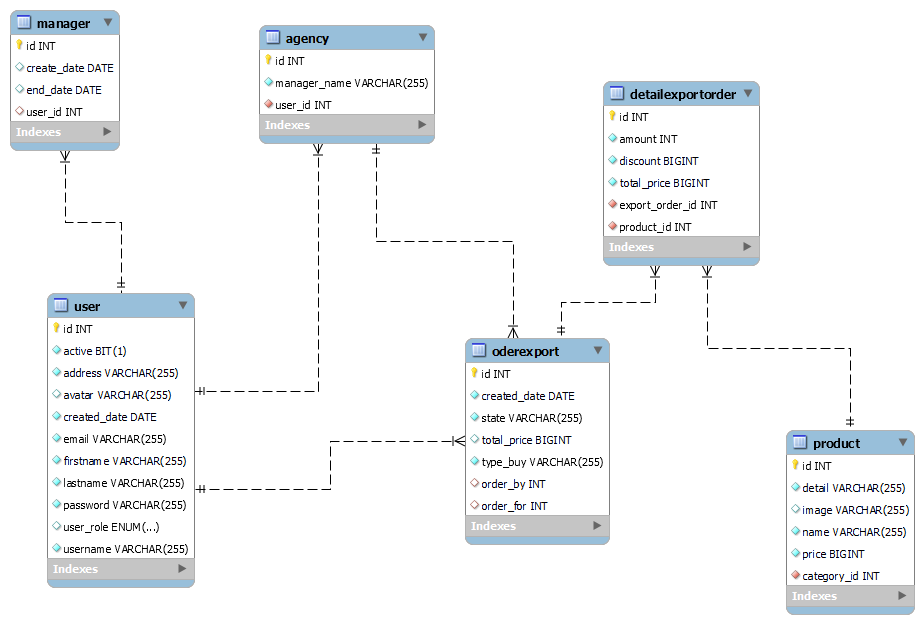 manager
id INT
create_date DATE
end_date DATE
user_id INT
Indexes
agency
id INT
manager_name VARCHAR(255)
user_id INT
Indexes
detailexportorder
id INT
amount INT
discount BIGINT
total_price BIGINT
export_order_id INT
product_id INT
Indexes
user
id INT
active BIT(1)
address VARCHAR(255)
avatar VARCHAR(255)
created_date DATE
email VARCHAR(255)
firstname VARCHAR(255)
lastname VARCHAR(255)
password VARCHAR(255)
user_role ENUM(...)
username VARCHAR(255)
Indexes
oderexport
id INT
created_date DATE
state VARCHAR(255)
total_price BIGINT
type_buy VARCHAR(255)
order_by INT
order_for INT
Indexes
product
id INT
detail VARCHAR(255)
image VARCHAR(255)
name VARCHAR(255)
price BIGINT
category_id INT
Indexes